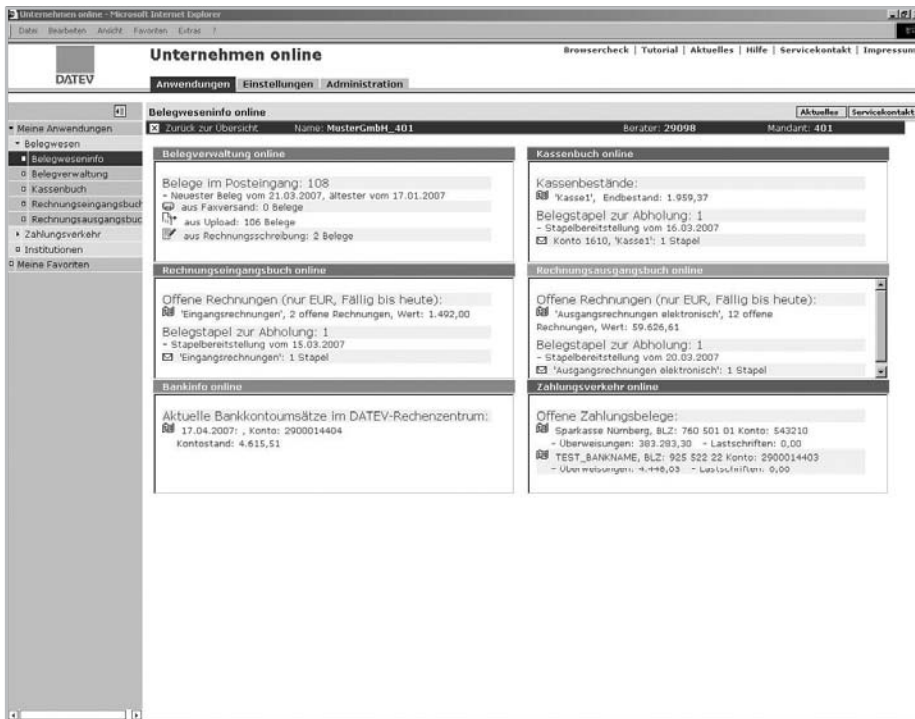 Unternehmen online - Microsoft Internet Explorer
Datei Bearbeiten Ansicht Favoriten Extras ?
DATEV
Unternehmen online
Browsercheck | Tutorial | Aktuelles | Hilfe | Servicekontakt | Impressum
Anwendungen Einstellungen Administration
Belegweseninfo online
Aktuelles Servicekontakt
Zurück zur Übersicht Name: MusterGmbH_401 Berater: 29098 Mandant: 401
Meine Anwendungen
Belegwesen
Belegweseninfo
Belegverwaltung
Kassenbuch
Rechnungseingangsbuch
Rechnungsausgangsbuc
Zahlungsverkehr
Institutionen
Meine Favoriten
Belegverwaltung online
Belege im Posteingang: 108
- Neuester Beleg vom 21.03.2007, ältester vom 17.01.2007
aus Faxversand: 0 Belege
aus Upload: 106 Belege
aus Rechnungsschreibung: 2 Belege
Kassenbuch online
Kassenbestände:
'Kasse1', Endbestand: 1.959,37
Belegstapel zur Abholung: 1
- Stapelbereitstellung vom 16.03.2007
Konto 1610, 'Kasse1': 1 Stapel
Rechnungseingangsbuch online
Offene Rechnungen (nur EUR, Fällig bis heute):
'Eingangsrechnungen', 2 offene Rechnungen, Wert: 1.492,00
Belegstapel zur Abholung: 1
- Stapelbereitstellung vom 15.03.2007
'Eingangsrechnungen': 1 Stapel
Rechnungsausgangsbuch online
Offene Rechnungen (nur EUR, Fällig bis heute):
'Ausgangsrechnungen elektronisch', 12 offene
Rechnungen, Wert: 59.626,61
Belegstapel zur Abholung: 1
- Stapelbereitstellung vom 20.03.2007
'Ausgangsrechnungen elektronisch': 1 Stapel
Bankinfo online
Aktuelle Bankkontoumsätze im DATEV-Rechenzentrum:
17.04.2007: , Konto: 2900014404
Kontostand: 4.615,51
Zahlungsverkehr online
Offene Zahlungsbelege:
Sparkasse Nürnberg, BLZ: 760 501 01 Konto: 543210
- Überweisungen: 383.283,30 - Lastschriften: 0,00
TEST_BANKNAME, BLZ: 925 522 22 Konto: 2900014403
- Überweisungen: 4.448,03 - Lastschriften: 0,00